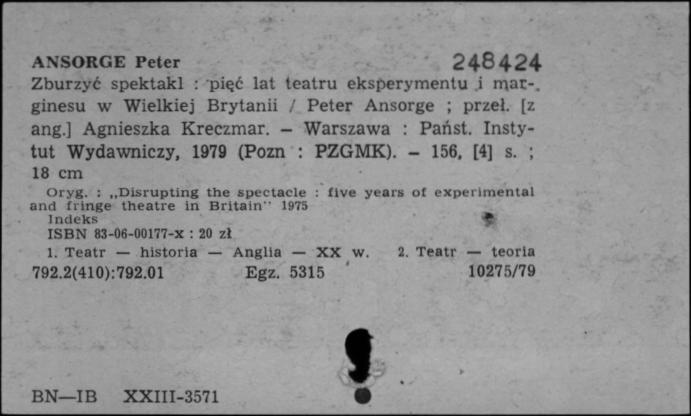 ANSORGE Peter 248424
Zburzyć spektakl : pięć lat teatru eksperymentu i mar-
ginesu w Wielkiej Brytanii / Peter Ansorge ; przeł. [z
ang.] Agnieszka Kreczmar. — Warszawa : Państ. Insty-
tut Wydawniczy, 1979 (Pozn : PZGMK). — 156, [4] s. ;
18 cm
Oryg. : „Disrupting the spectacle : five years of experimental
and fringe theatre in Britain" 1975
Indeks
ISBN 83-06-00177-x : 20 zł
1. Teatr — historia — Anglia — XX w. 2. Teatr — teoria
792.2(410):792.01 Egz. 5315 10275/79
BN—IB XXIII-3571